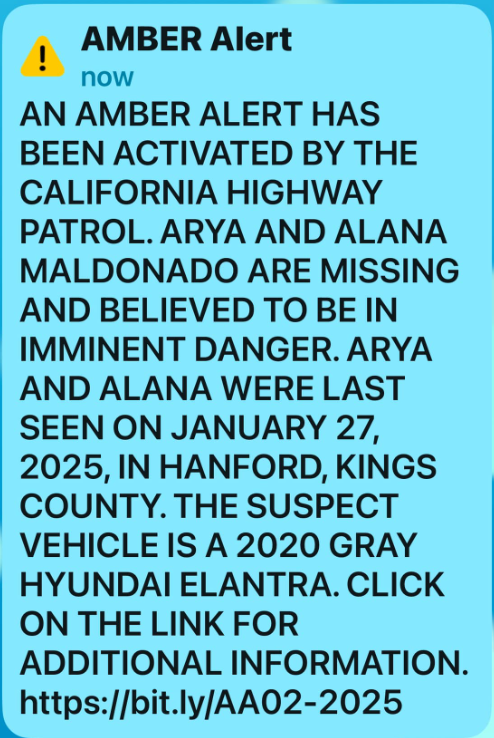 AMBER Alert
now
AN AMBER ALERT HAS
BEEN ACTIVATED BY THE
CALIFORNIA HIGHWAY
PATROL. ARYA AND ALANA
MALDONADO ARE MISSING
AND BELIEVED TO BE IN
IMMINENT DANGER. ARYA
AND ALANA WERE LAST
SEEN ON JANUARY 27,
2025, IN HANFORD, KINGS
COUNTY. THE SUSPECT
VEHICLE IS A 2020 GRAY
HYUNDAI ELANTRA. CLICK
ON THE LINK FOR
ADDITIONAL INFORMATION.
https://bit.ly/AA02-2025